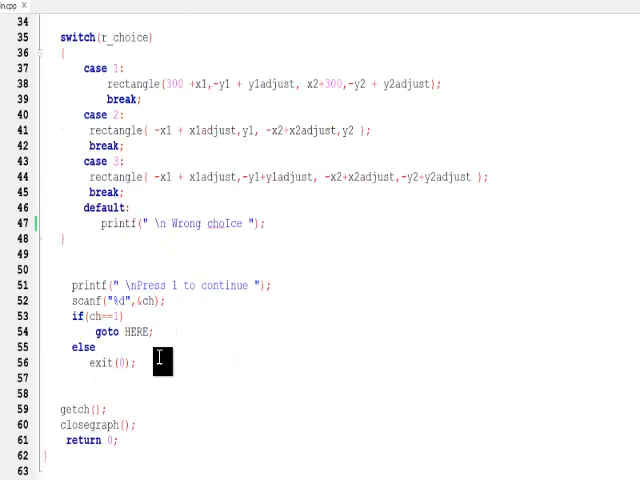 in.cpp X
34
35 switch(r_choice)
36 {
37 case 1:
38 rectangle(300 +x1,-y1 + y1adjust, x2+300,-y2 + y2adjust);
39 break;
40 case 2:
41 rectangle( -x1 + x1adjust,y1, -x2+x2adjust,y2 );
42 break;
43 case 3:
44 rectangle( -x1 + x1adjust,-y1+y1adjust, -x2+x2adjust,-y2+y2adjust );
45 break;
46 default:
47 printf(" \n Wrong choIce ");
48 }
49
50
51 printf(" \nPress 1 to continue ");
52 scanf("%d",&ch);
53 if(ch==1)
54 goto HERE;
55 else
56 exit(0);
57
58
59 getch();
60 closegraph();
61 return 0;
62 }
63